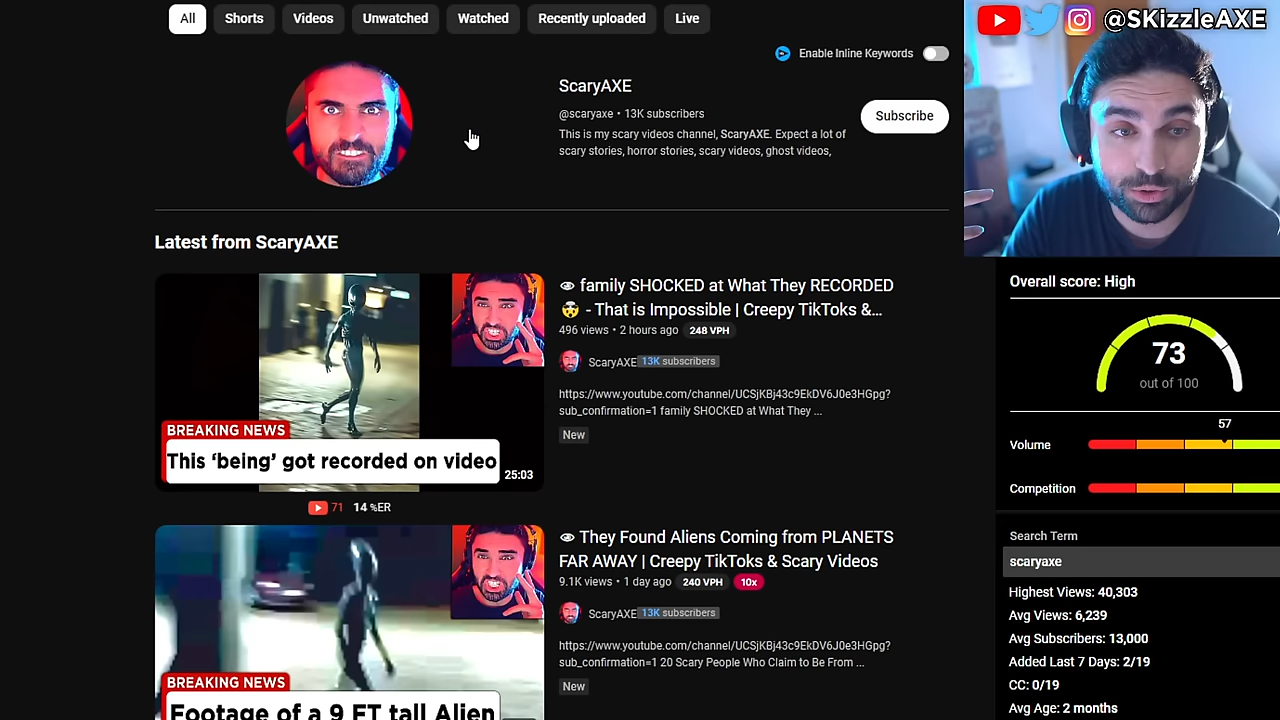 All
Shorts
Videos
Unwatched
Watched
Recently uploaded
Live
@SKizzleAXE
Enable Inline Keywords
ScaryAXE
@scaryaxe • 13K subscribers
This is my scary videos channel, ScaryAXE. Expect a lot of
scary stories, horror stories, scary videos, ghost videos,
Subscribe
Latest from ScaryAXE
BREAKING NEWS
This ‘being’ got recorded on video
25:03
family SHOCKED at What They RECORDED
- That is Impossible | Creepy TikToks &...
496 views • 2 hours ago 248 VPH
ScaryAXE 13K subscribers
https://www.youtube.com/channel/UCSjKBj43c9EkDV6J0e3HGpg?
sub_confirmation=1 family SHOCKED at What They ...
New
71 14 %ER
BREAKING NEWS
Footage of a 9 FT tall Alien
They Found Aliens Coming from PLANETS
FAR AWAY | Creepy TikToks & Scary Videos
9.1K views • 1 day ago 240 VPH 10x
ScaryAXE 13K subscribers
https://www.youtube.com/channel/UCSjKBj43c9EkDV6J0e3HGpg?
sub_confirmation=1 20 Scary People Who Claim to Be From ...
New
Overall score: High
73
out of 100
57
Volume
Competition
Search Term
scaryaxe
Highest Views: 40,303
Avg Views: 6,239
Avg Subscribers: 13,000
Added Last 7 Days: 2/19
CC: 0/19
Avg Age: 2 months